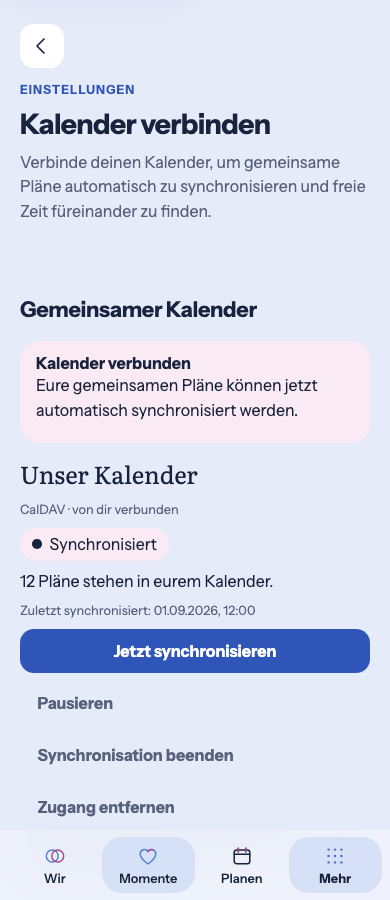 EINSTELLUNGEN
Kalender verbinden
Verbinde deinen Kalender, um gemeinsame
Pläne automatisch zu synchronisieren und freie
Zeit füreinander zu finden.
Gemeinsamer Kalender
Kalender verbunden
Eure gemeinsamen Pläne können jetzt
automatisch synchronisiert werden.
Unser Kalender
CalDAV · von dir verbunden
Synchronisiert
12 Pläne stehen in eurem Kalender.
Zuletzt synchronisiert: 01.09.2026, 12:00
Jetzt synchronisieren
Pausieren
Synchronisation beenden
Zugang entfernen
Wir
Momente
Planen
Mehr